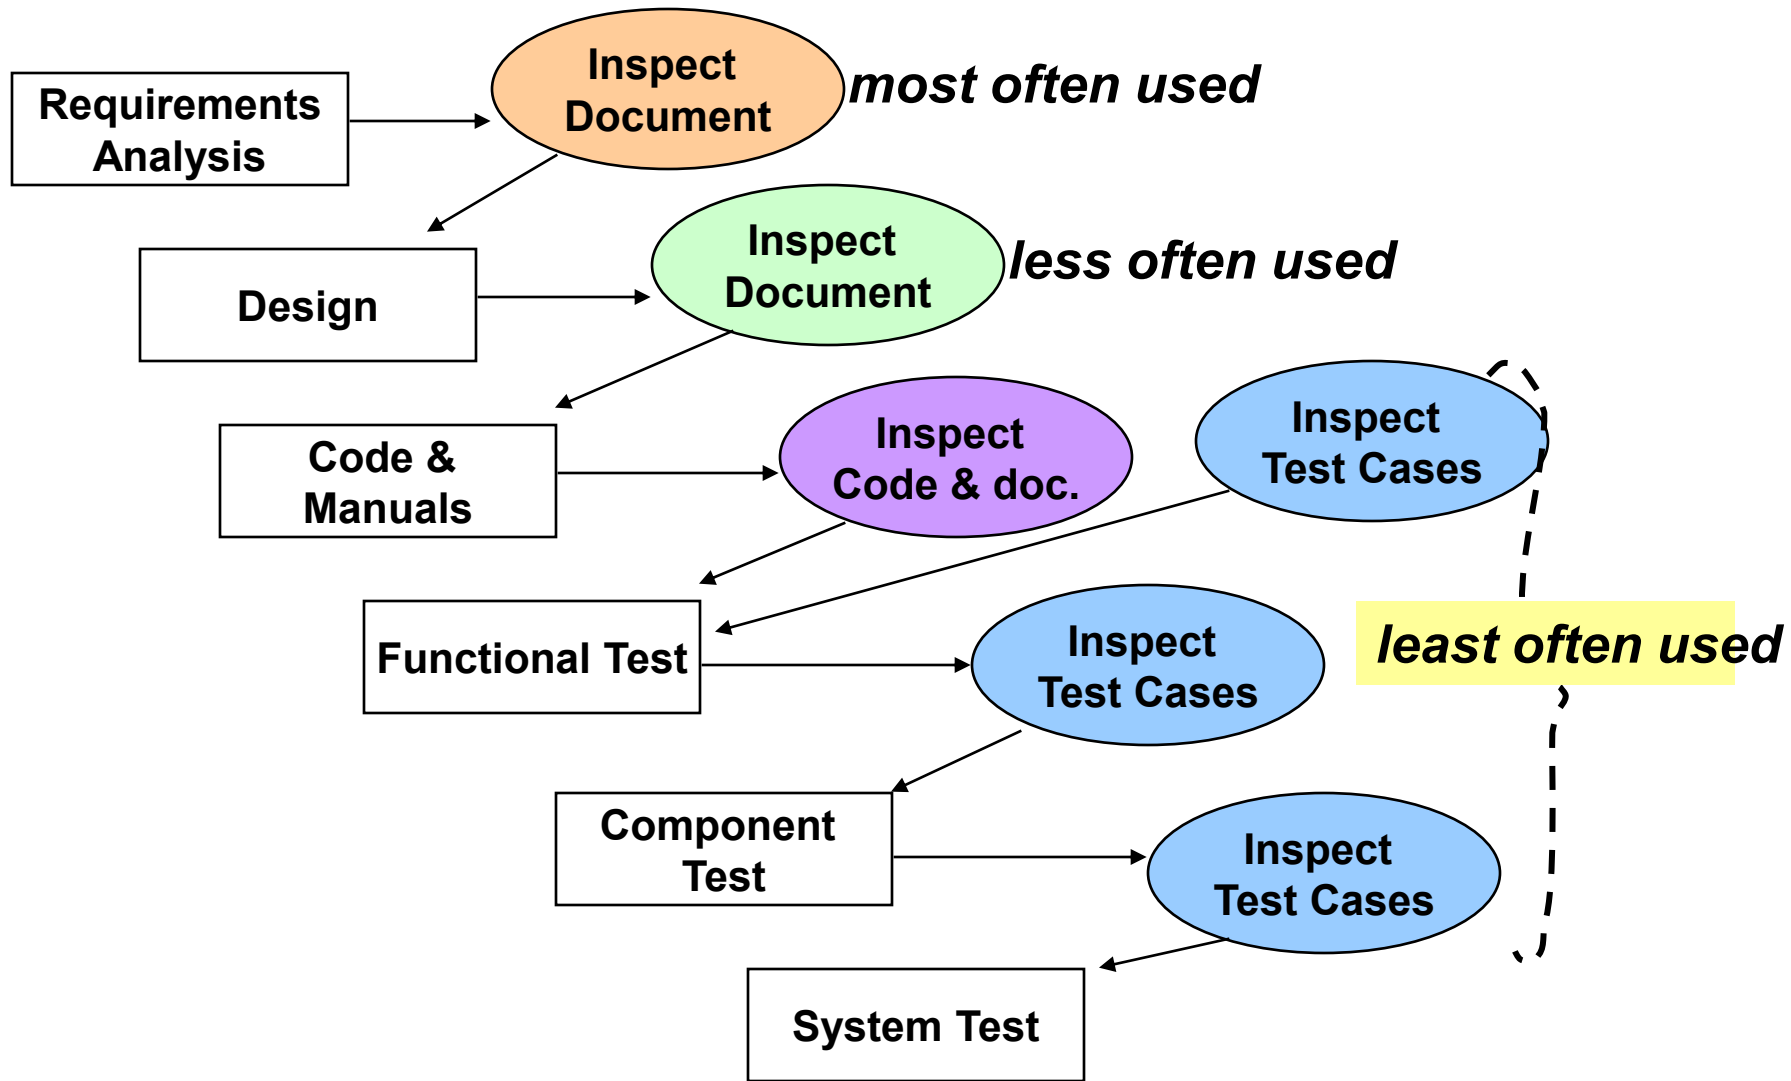 Inspect
Document
most often used
Requirements
Analysis
Inspect
Document
less often used
Design
Inspect
Code & doc.
Inspect
Test Cases
Code &
Manuals
Inspect
Test Cases
least often used
Functional Test
Component
Test
Inspect
Test Cases
System Test